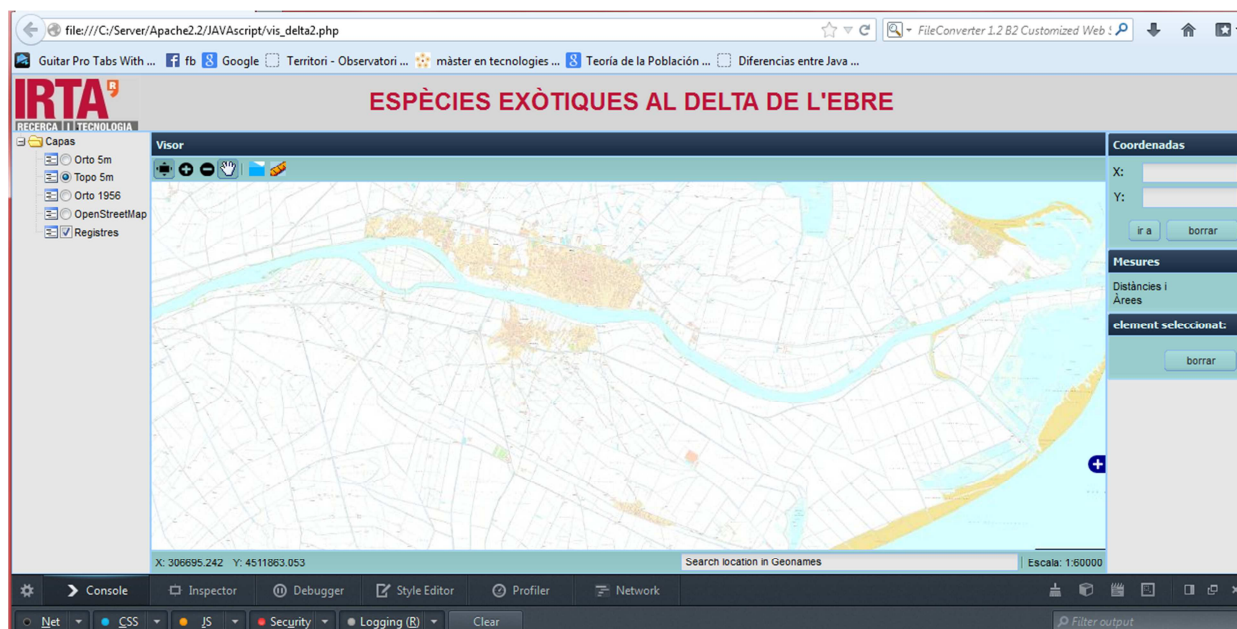 file:///C:/Server/Apache2.2/JAVAscript/vis_delta2.php
FileConverter 1.2 B2 Customized Web
Guitar Pro Tabs With ... fb Google Territori - Observatori ... màster en tecnologies ... Teoría de la Población ... Diferencias entre Java ...
IRTA
RECERCA I TECNOLOGIA
ESPÈCIES EXÒTIQUES AL DELTA DE L'EBRE
Capas
Orto 5m
Topo 5m
Orto 1956
OpenStreetMap
Registres
Visor
Coordenadas
X:
Y:
ir a borrar
Mesures
Distàncies i
Àrees
element seleccionat:
borrar
X: 306695.242 Y: 4511863.053 Search location in Geonames Escala: 1:60000
Console Inspector Debugger Style Editor Profiler Network
Net CSS JS Security Logging (R) Clear Filter output